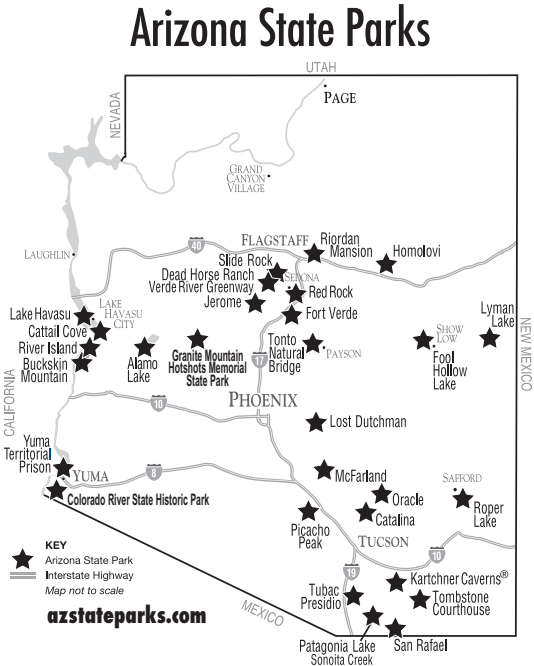 Arizona State Parks
UTAH
PAGE
NEVADA
GRAND
CANYON
VILLAGE
40
FLAGSTAFF
Riordan
Mansion
Homolovi
LAUGHLIN
Slide Rock
Dead Horse Ranch
Verde River Greenway
SEDONA
Jerome
Red Rock
Fort Verde
Lake Havasu
LAKE
HAVASU
CITY
Cattail Cove
River Island
Buckskin
Mountain
Alamo
Lake
Granite Mountain
Hotshots Memorial
State Park
Tonto
Natural
Bridge
PAYSON
17
SHOW
LOW
Fool
Hollow
Lake
Lyman
Lake
NEW MEXICO
CALIFORNIA
10
PHOENIX
Lost Dutchman
Yuma
Territorial
Prison
YUMA
8
Colorado River State Historic Park
McFarland
Oracle
Catalina
SAFFORD
Roper
Lake
Picacho
Peak
TUCSON
10
19
KEY
Arizona State Park
Interstate Highway
Map not to scale
azstateparks.com
MEXICO
Tubac
Presidio
Kartchner Caverns®
Tombstone
Courthouse
Patagonia Lake
Sonoita Creek
San Rafael